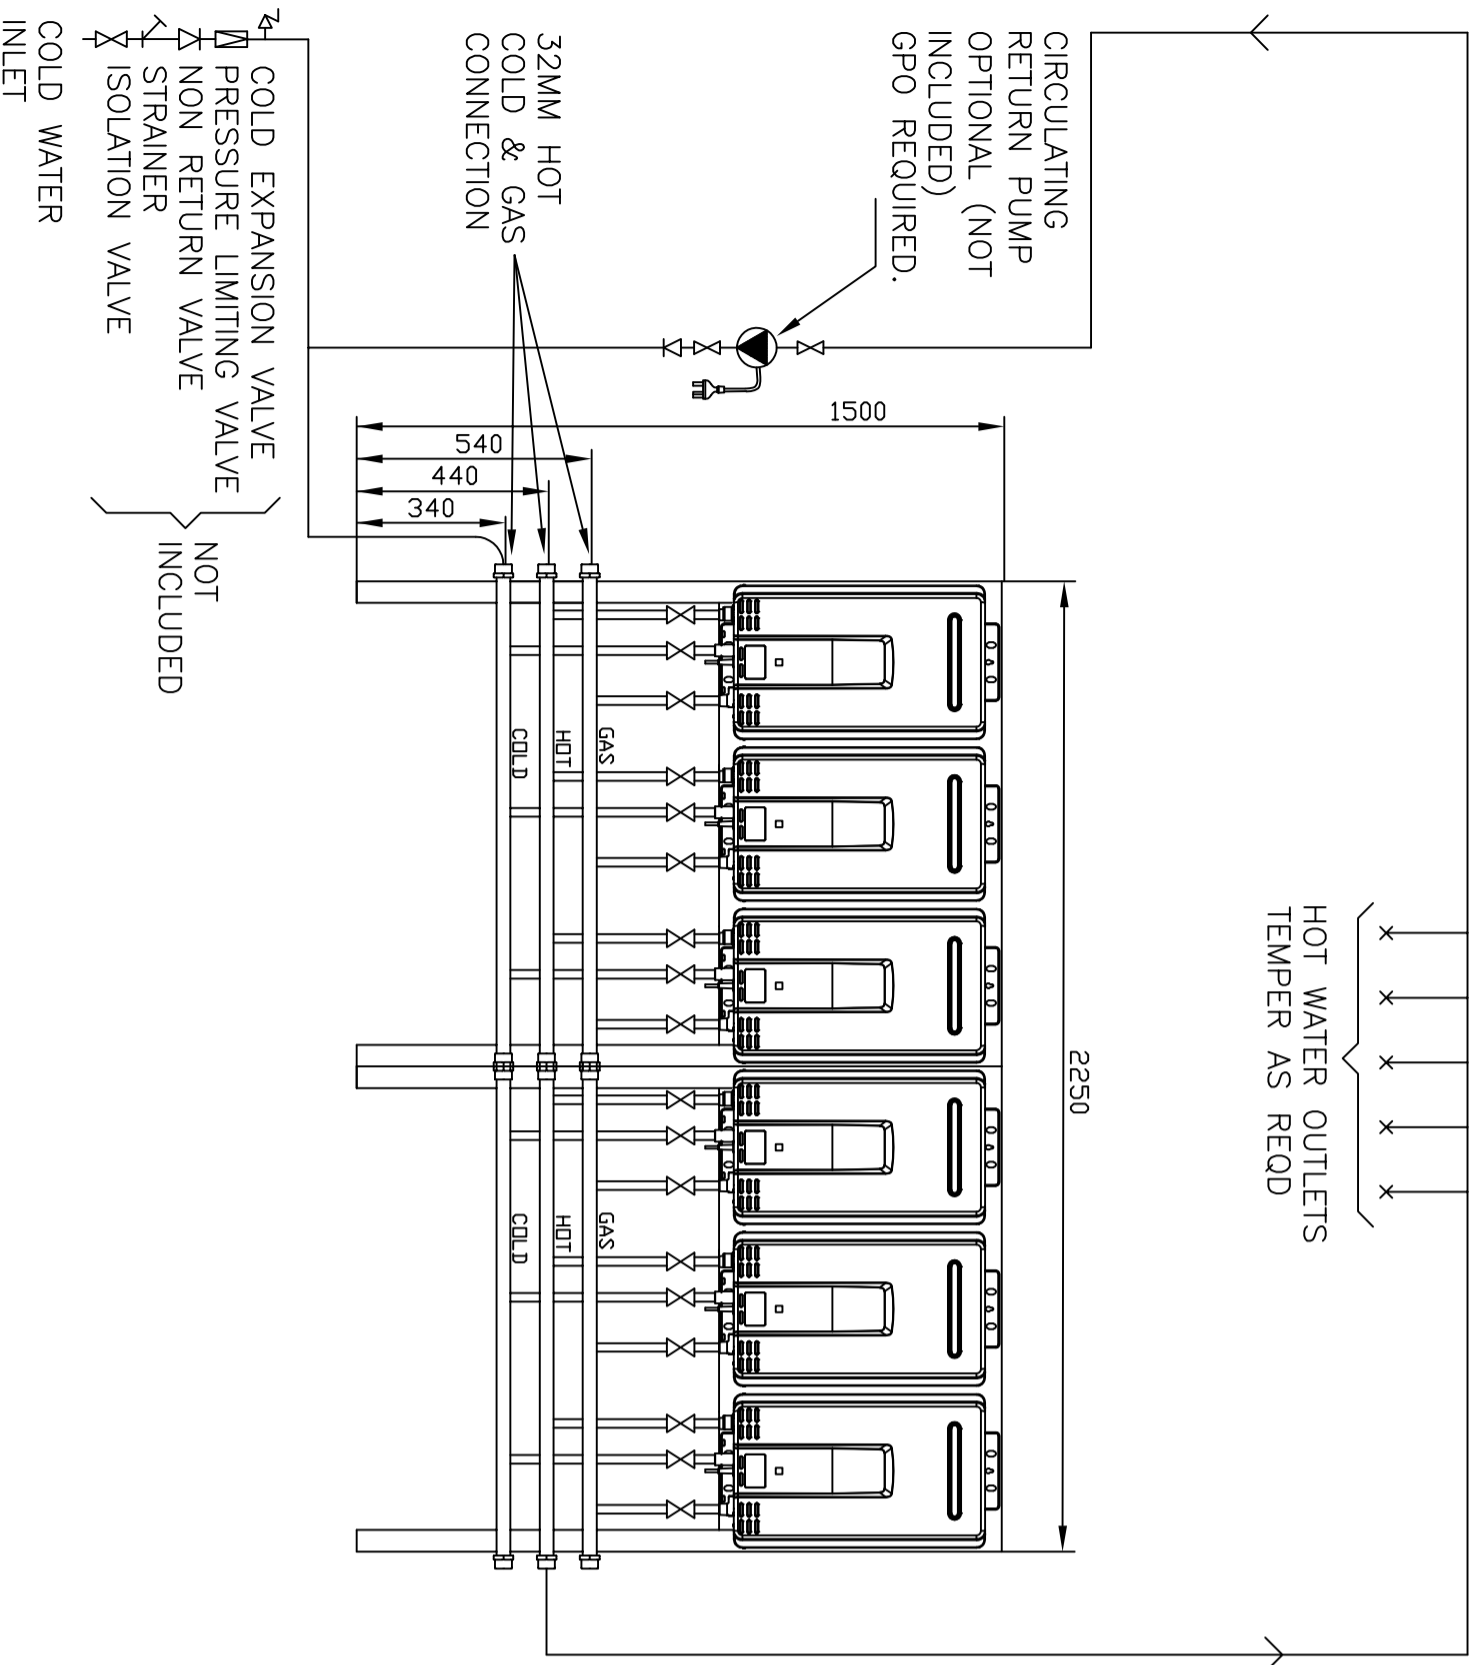 HOT WATER OUTLETS
TEMPER AS REQD
CIRCULATING
RETURN PUMP
OPTIONAL (NOT
INCLUDED)
GPO REQUIRED.
2250
1500
540
440
340
32MM HOT
COLD & GAS
CONNECTION
GAS
HOT
COLD
GAS
HOT
COLD
COLD EXPANSION VALVE
PRESSURE LIMITING VALVE
NON RETURN VALVE
STRAINER
ISOLATION VALVE
NOT
INCLUDED
COLD WATER
INLET